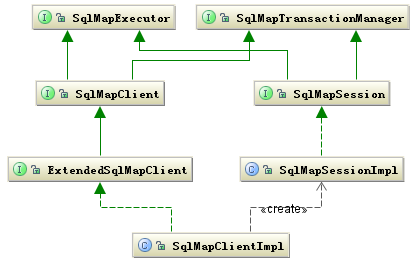 I SqlMapExecutor
I SqlMapTransactionManager
I SqlMapClient
I SqlMapSession
I ExtendedSqlMapClient
C SqlMapSessionImpl
«create»
C SqlMapClientImpl